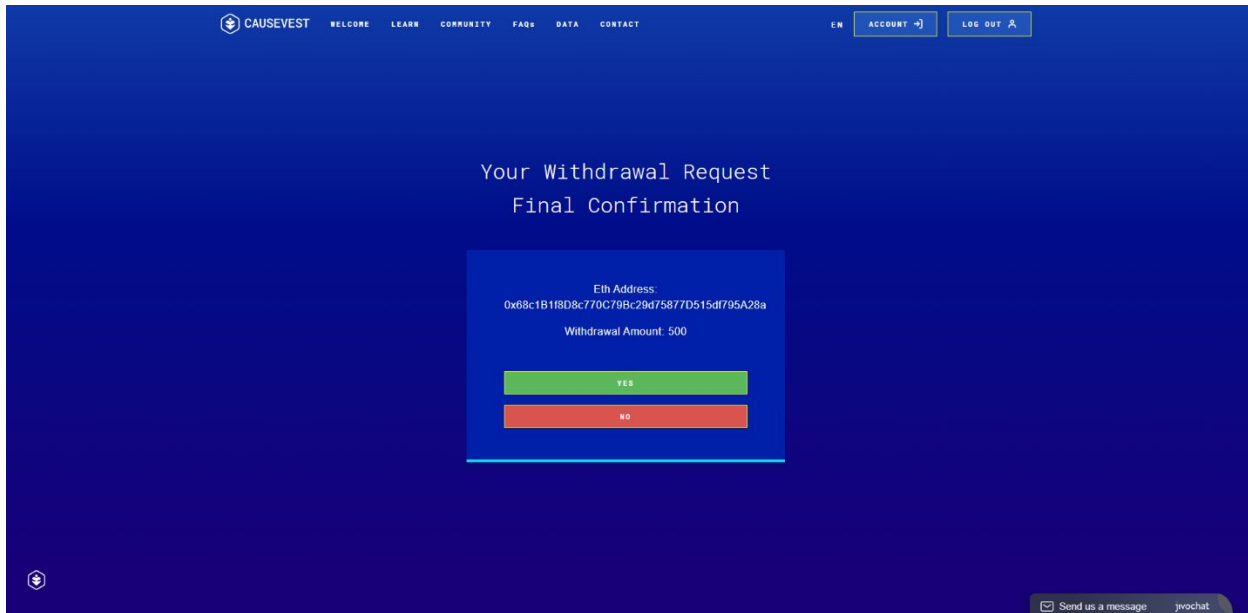 CAUSEVEST WELCOME LEARN COMMUNITY FAQs DATA CONTACT EN ACCOUNT LOG OUT
Your Withdrawal Request
Final Confirmation
Eth Address:
0x68c1B1f8D8c770C79Bc29d75877D515df795A28a
Withdrawal Amount: 500
YES
NO
Send us a message jivochat